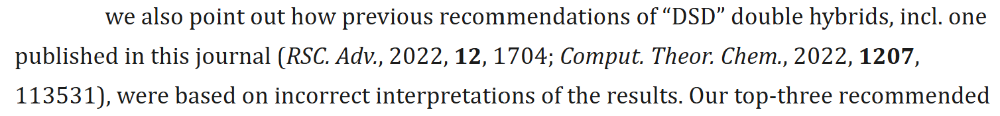 we also point out how previous recommendations of “DSD” double hybrids, incl. one
published in this journal (RSC. Adv., 2022, 12, 1704; Comput. Theor. Chem., 2022, 1207,
113531), were based on incorrect interpretations of the results. Our top-three recommended